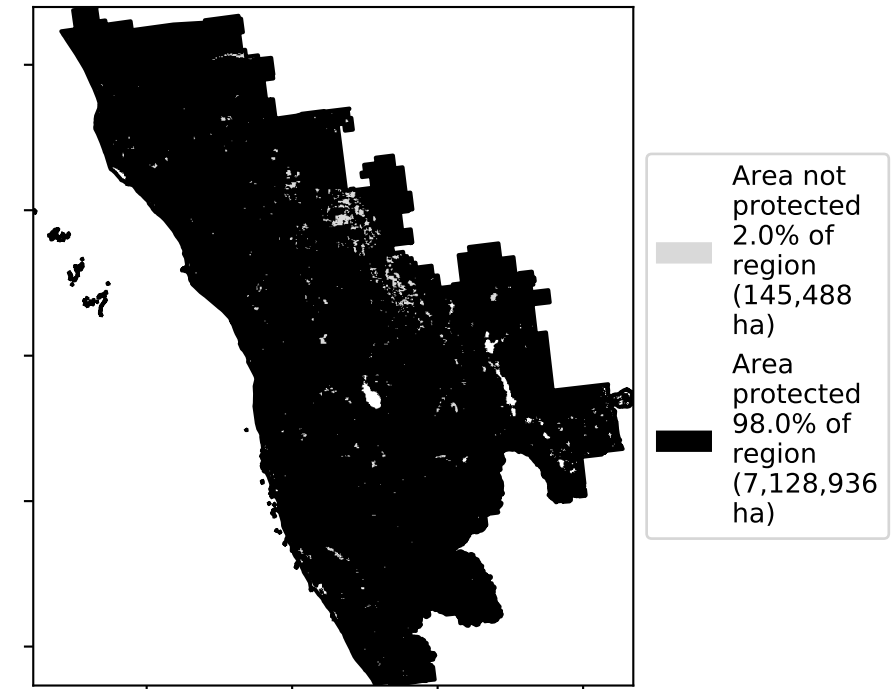 Area not
protected
2.0% of
region
(145,488
ha)
Area
protected
98.0% of
region
(7,128,936
ha)